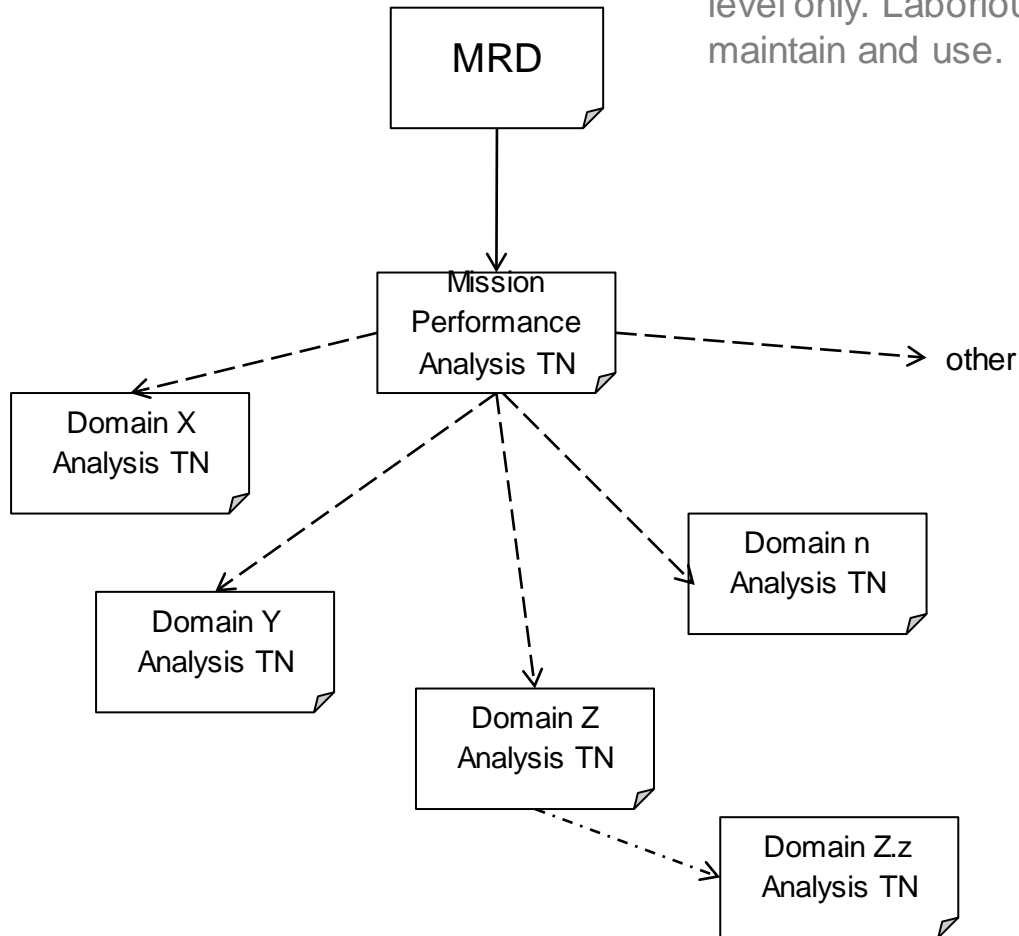 level only. Laboriou
maintain and use.
MRD
Mission
Performance
Analysis TN
other
Domain X
Analysis TN
Domain n
Analysis TN
Domain Y
Analysis TN
Domain Z
Analysis TN
Domain Z.z
Analysis TN